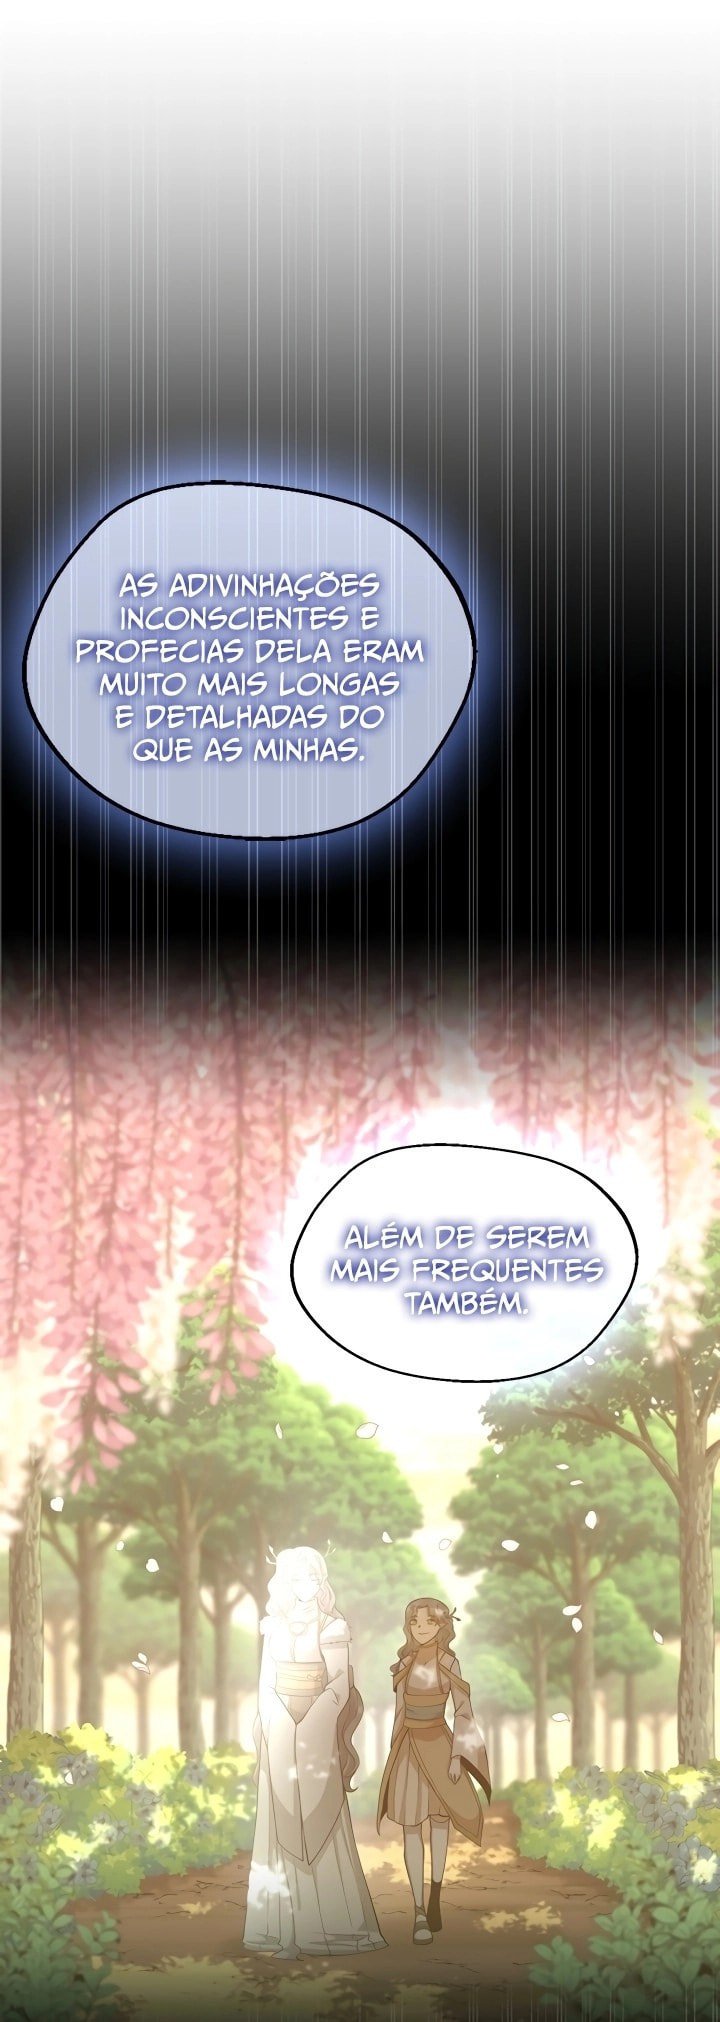 AS ADIVINHAÇÕES
INCONSCIENTES E
PROFECIAS DELA ERAM
MUITO MAIS LONGAS
E DETALHADAS DO
QUE AS MINHAS.
ALÉM DE SEREM
MAIS FREQUENTES
TAMBÉM.